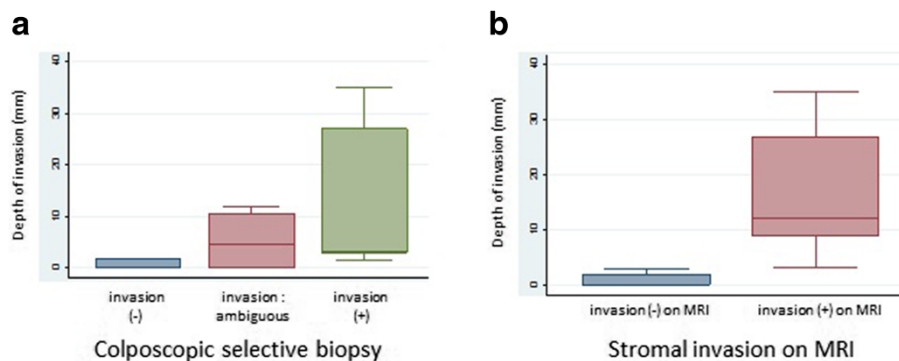 a
Depth of invasion (mm)
40
30
20
10
0
invasion
(-)
invasion :
ambiguous
invasion
(+)
Colposcopic selective biopsy
b
Depth of invasion (mm)
40
30
20
10
0
invasion (-) on MRI
invasion (+) on MRI
Stromal invasion on MRI